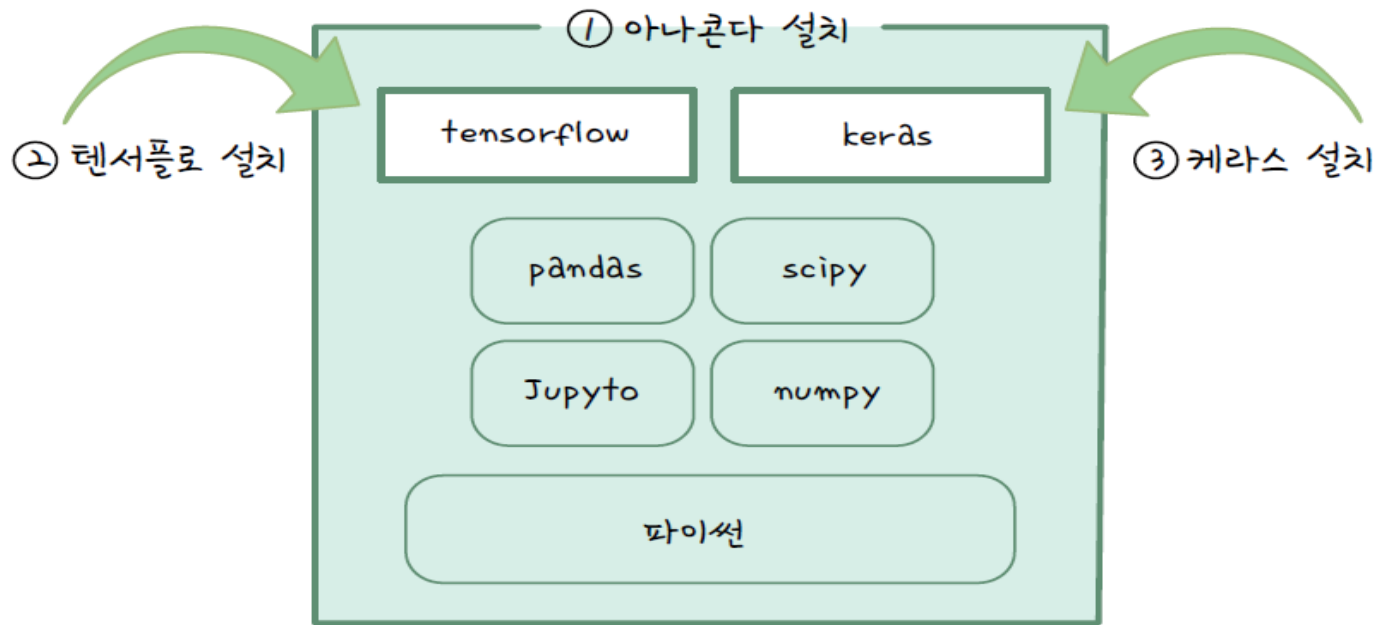 ① 아나콘다 설치
tensorflow
keras
② 텐서플로 설치
③ 케라스 설치
pandas
scipy
Jupyto
numpy
파이썬